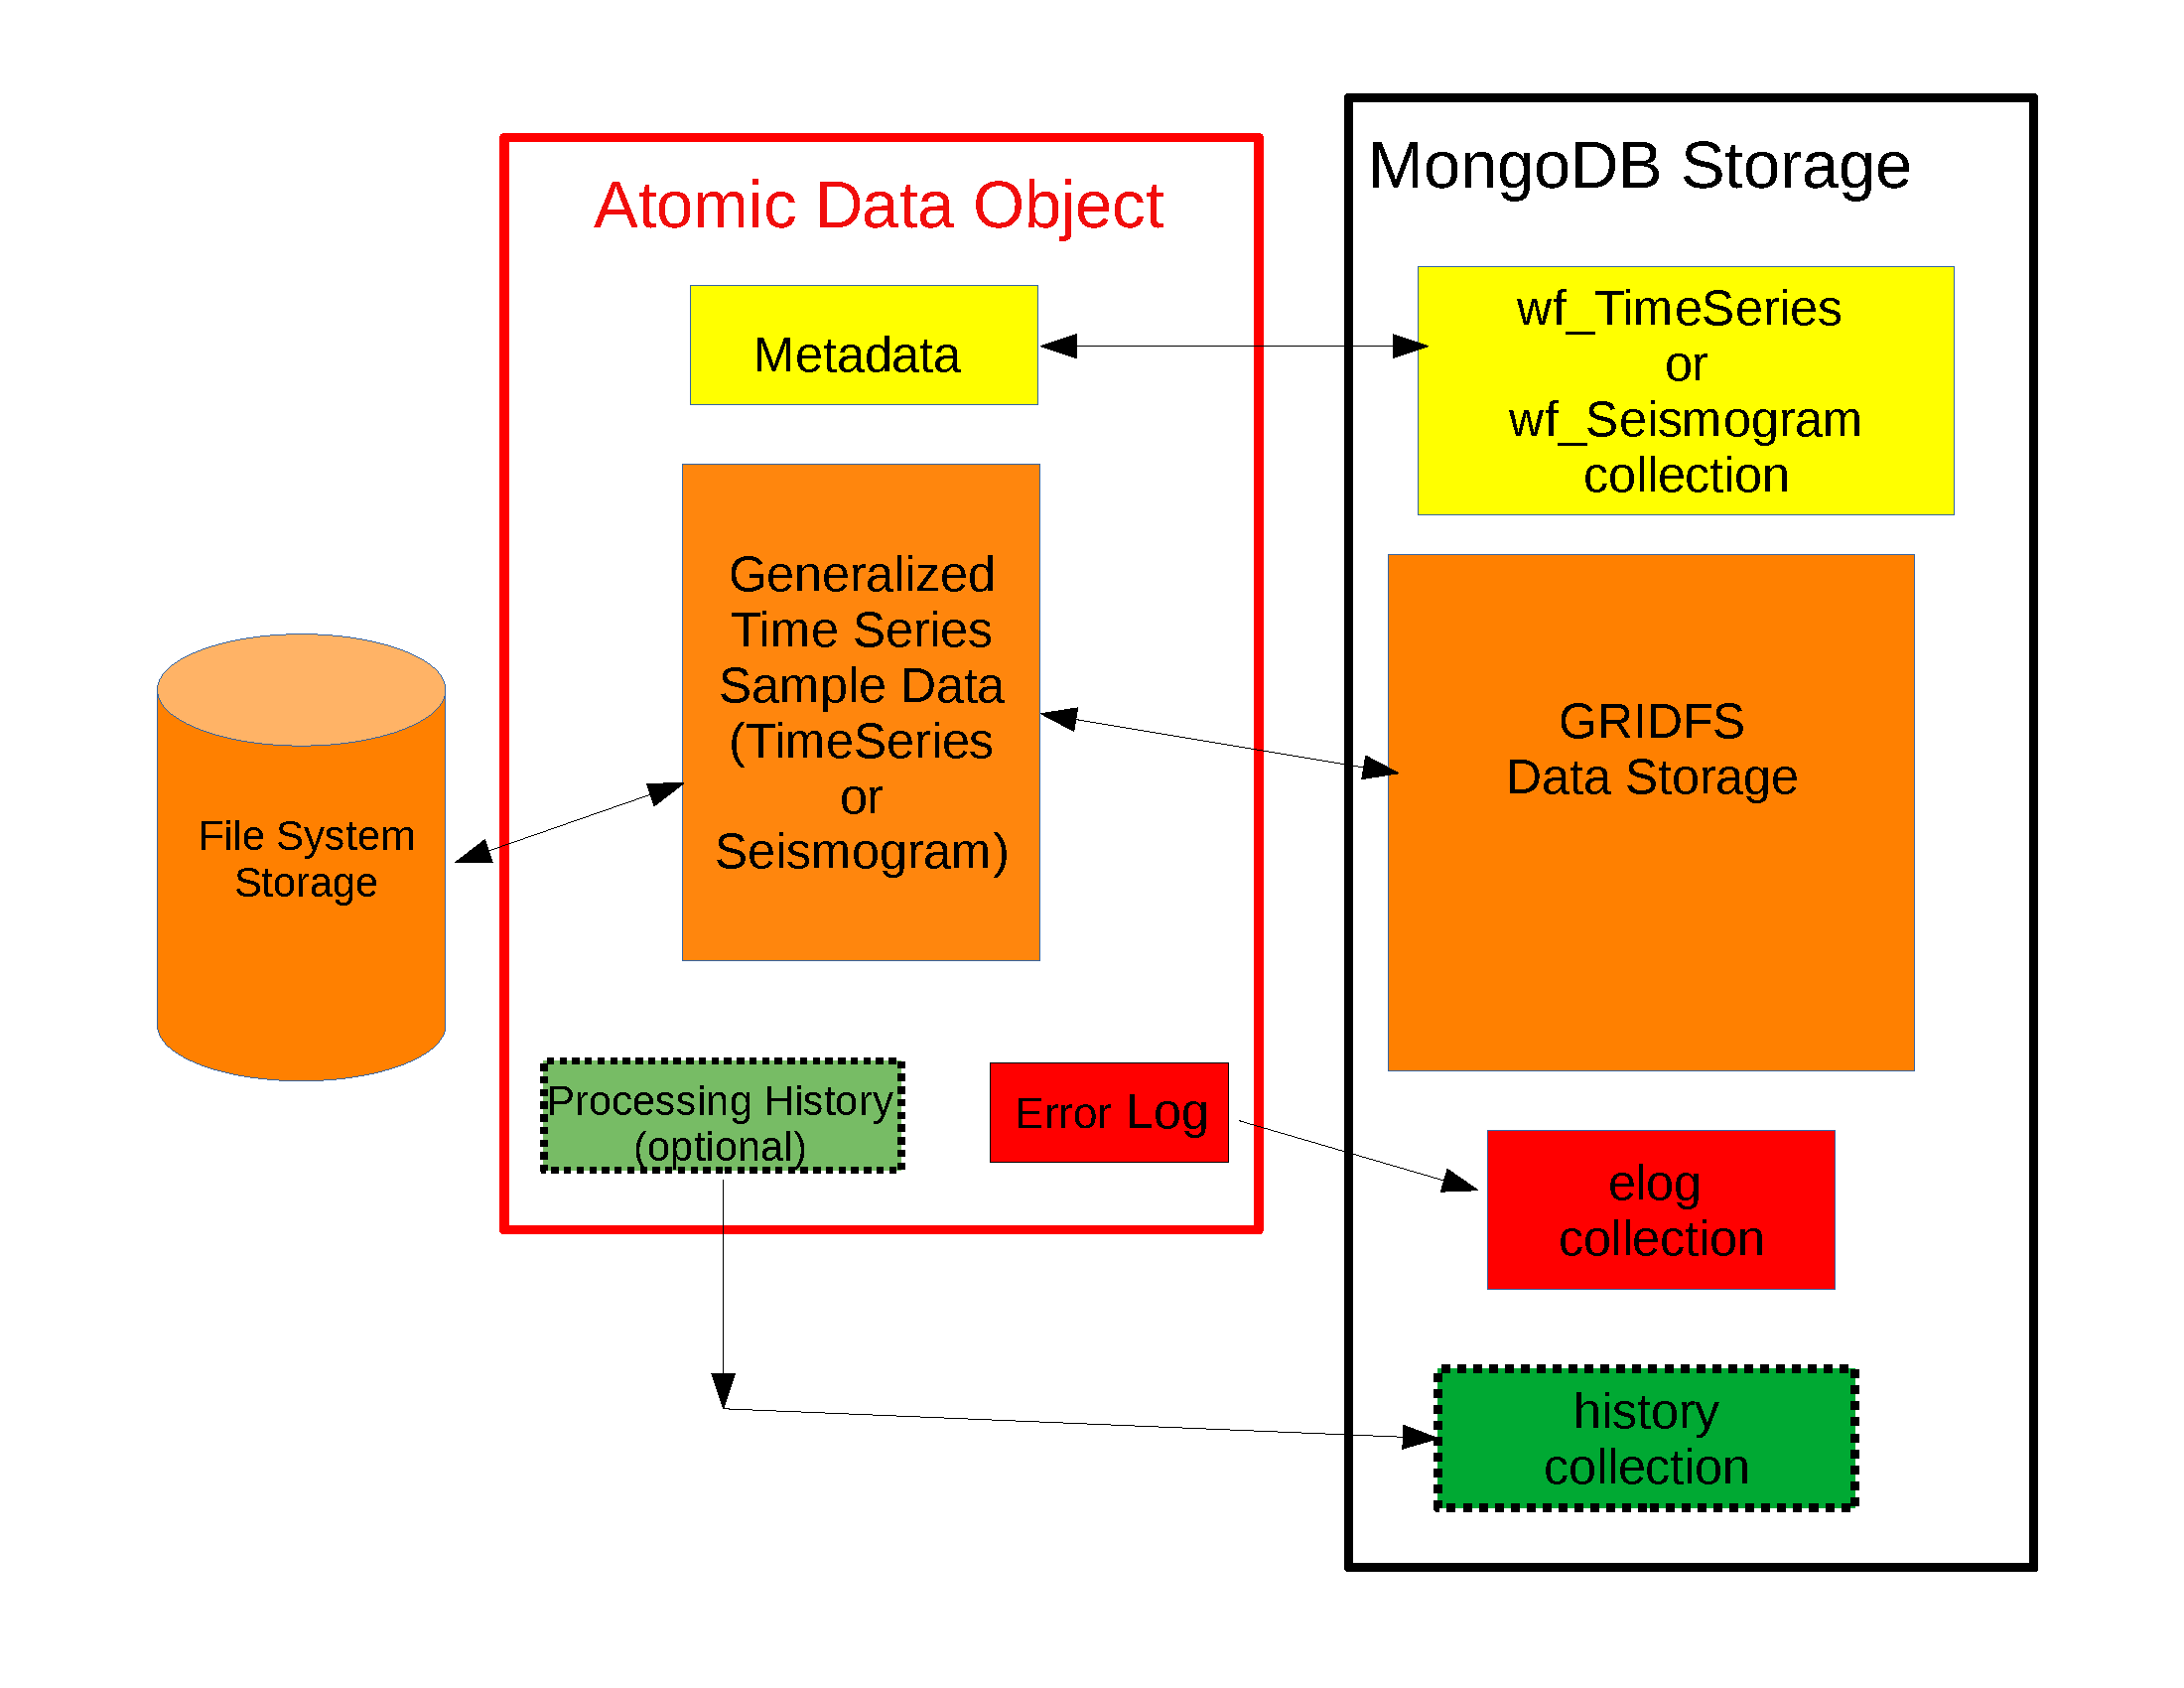 Atomic Data Object
Metadata
Generalized
Time Series
Sample Data
(TimeSeries
or
Seismogram)
File System
Storage
Processing History
(optional)
Error Log
MongoDB Storage
wf_TimeSeries
or
wf_Seismogram
collection
GRIDFS
Data Storage
elog
collection
history
collection